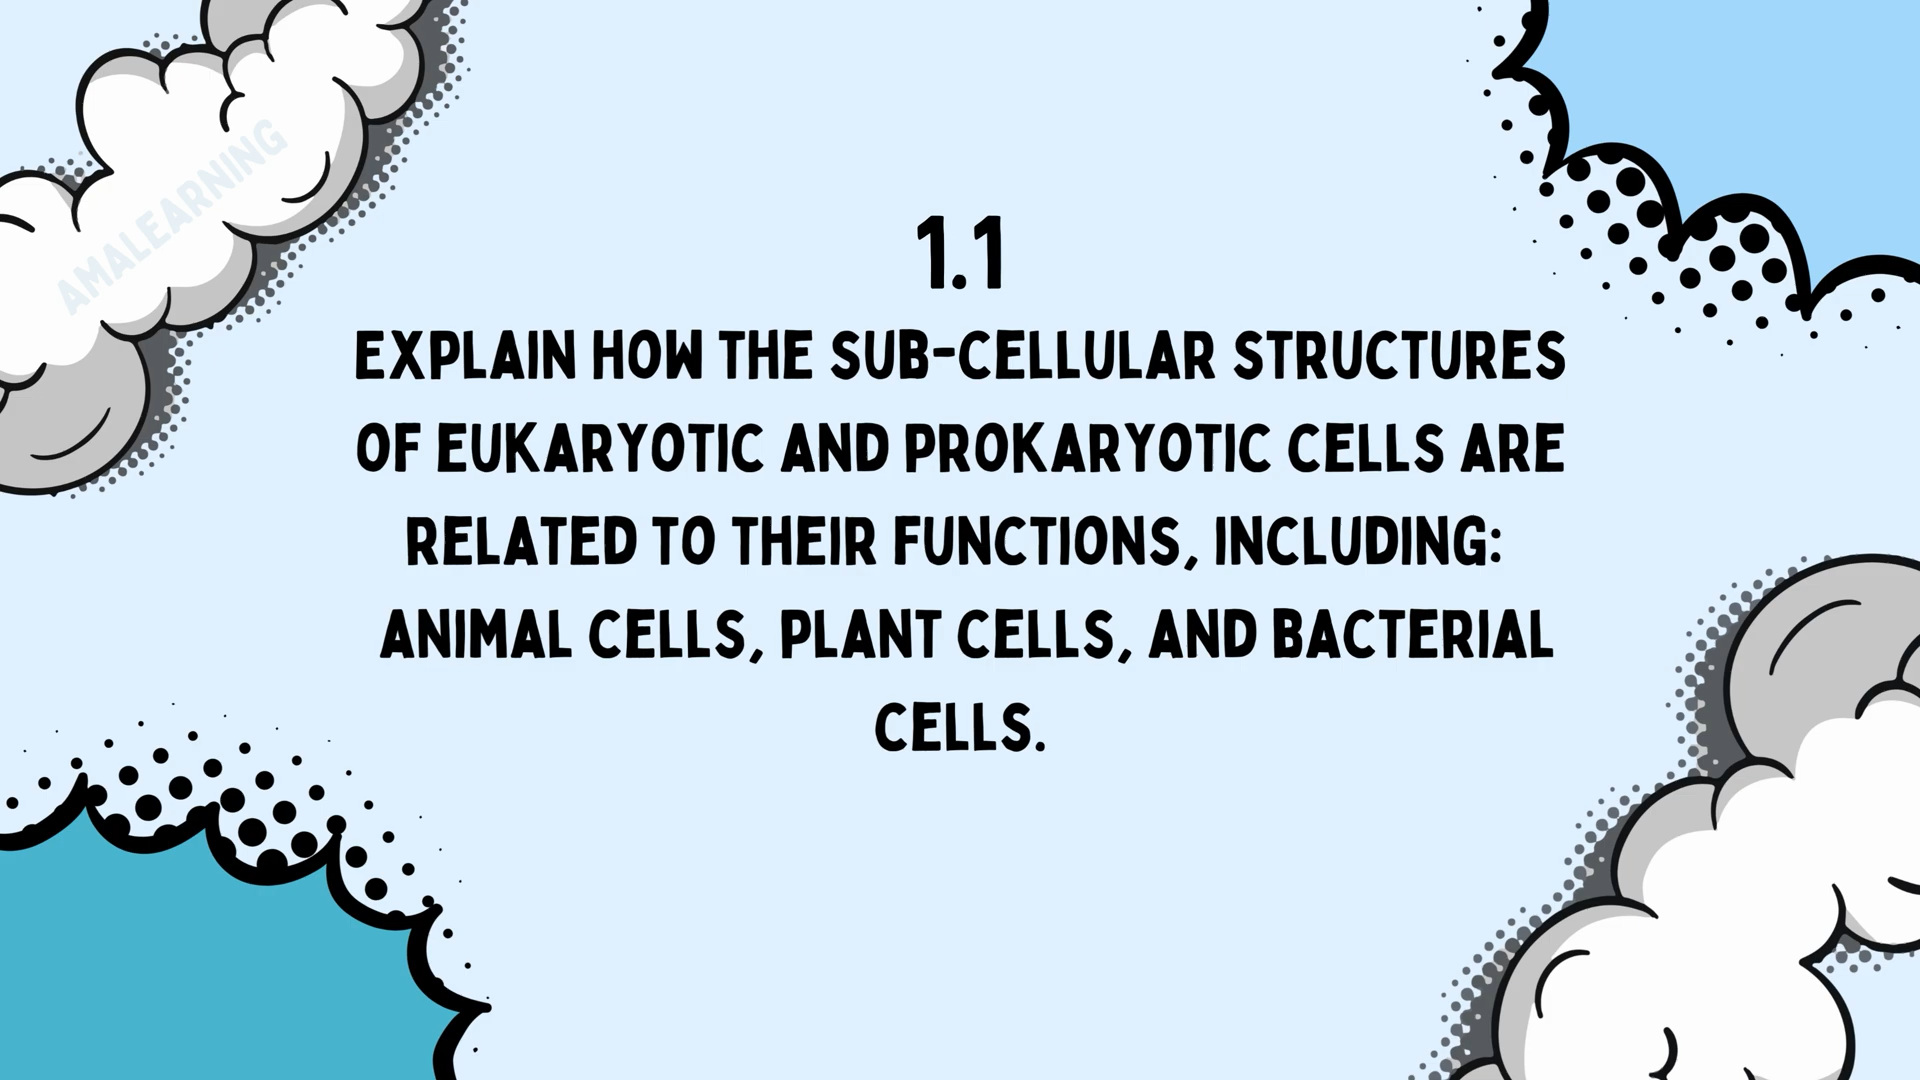 AMALEARNING
1.1
EXPLAIN HOW THE SUB-CELLULAR STRUCTURES
OF EUKARYOTIC AND PROKARYOTIC CELLS ARE
RELATED TO THEIR FUNCTIONS, INCLUDING:
ANIMAL CELLS, PLANT CELLS, AND BACTERIAL
CELLS.